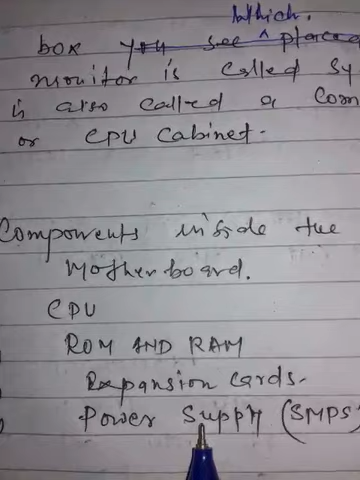 Which.
box you see ^ placed
monitor is called Sy
is also called a Com
or CPU Cabinet.
Components inside the
Motherboard.
CPU
ROM AND RAM
Expansion cards.
Power Supply (SMPS)